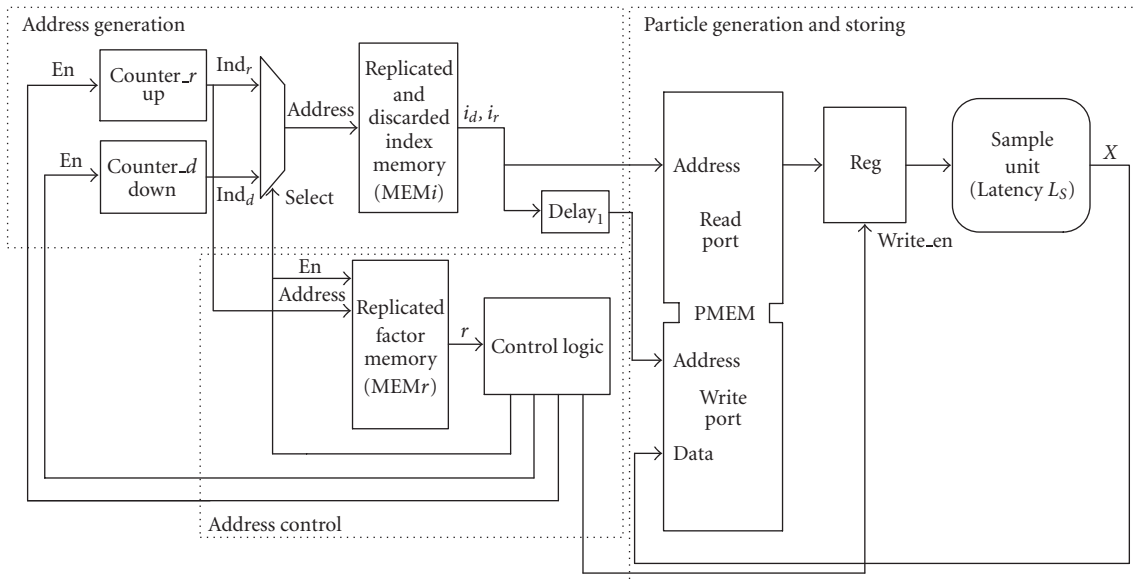 Address generation
Particle generation and storing
En
Counter_r
up
Ind_r
Address
Replicated
and
discarded
index
memory
(MEMi)
i_d, i_r
En
Counter_d
down
Ind_d
Select
Delay_1
Address
Read
port
PMEM
Address
Write
port
Data
Reg
Write_en
Sample
unit
(Latency L_S)
X
En
Address
Replicated
factor
memory
(MEMr)
r
Control logic
Address control